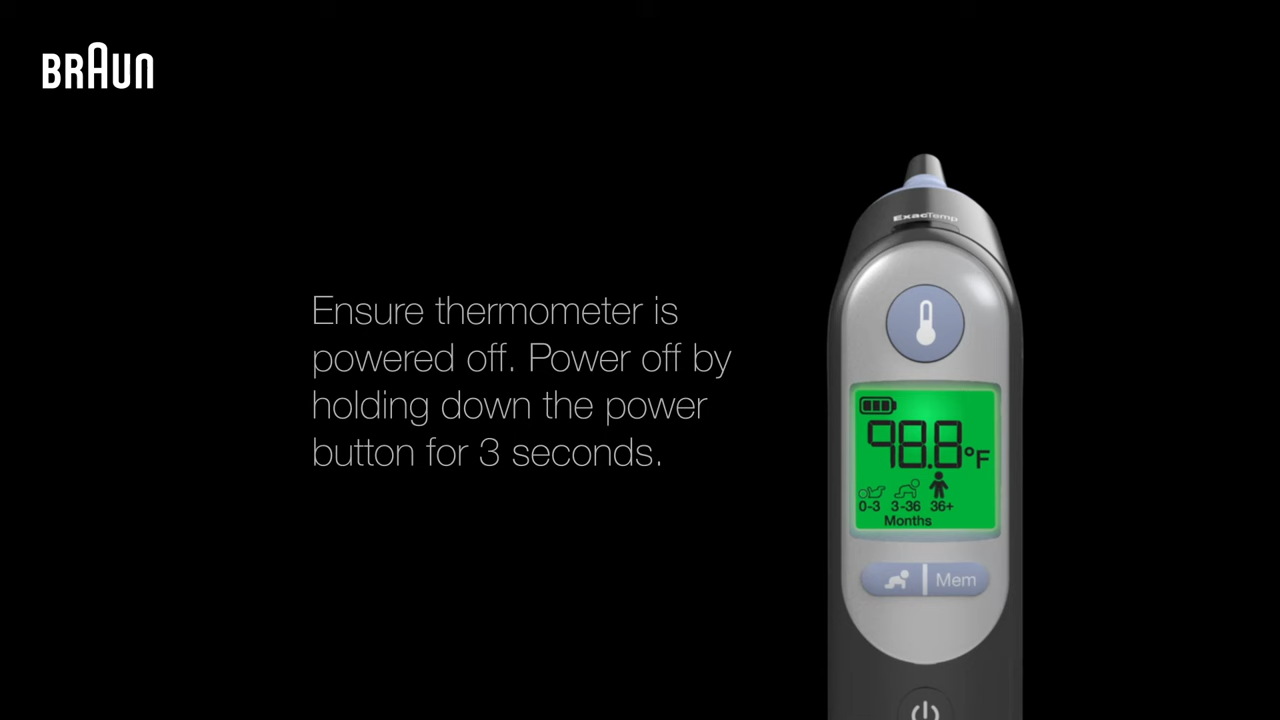 BRAUN
ExacTemp
Ensure thermometer is
powered off. Power off by
holding down the power
button for 3 seconds.
98.8°F
0-3 3-36 36+
Months
Mem